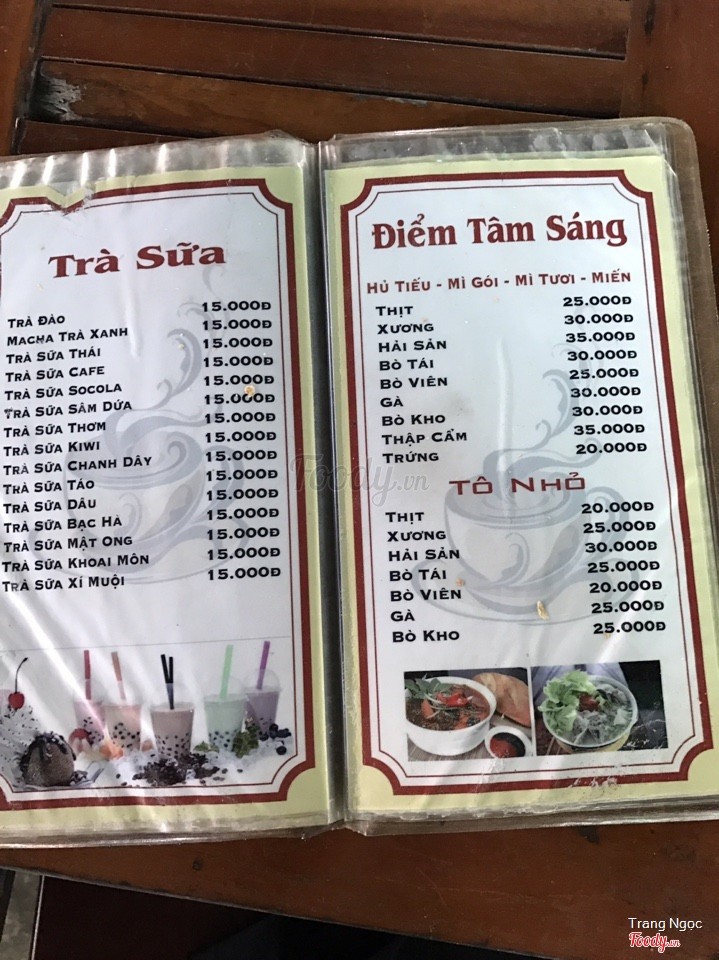 Trà Sữa
Trà Đào 15.000Đ
Macha Trà Xanh 15.000Đ
Trà Sữa Thái 15.000Đ
Trà Sữa Cafe 15.000Đ
Trà Sữa Socola 15.000Đ
Trà Sữa Sâm Dứa 15.000Đ
Trà Sữa Thơm 15.000Đ
Trà Sữa Kiwi 15.000Đ
Trà Sữa Chanh Dây 15.000Đ
Trà Sữa Táo 15.000Đ
Trà Sữa Dâu 15.000Đ
Trà Sữa Bạc Hà 15.000Đ
Trà Sữa Mật Ong 15.000Đ
Trà Sữa Khoai Môn 15.000Đ
Trà Sữa Xí Muội 15.000Đ
Điểm Tâm Sáng
Hủ Tiếu - Mì Gói - Mì Tươi - Miến
Thịt 25.000Đ
Xương 30.000Đ
Hải Sản 35.000Đ
Bò Tái 30.000Đ
Bò Viên 25.000Đ
Gà 30.000Đ
Bò Kho 30.000Đ
Thập Cẩm 35.000Đ
Trứng 20.000Đ
Tô Nhỏ
Thịt 20.000Đ
Xương 25.000Đ
Hải Sản 30.000Đ
Bò Tái 25.000Đ
Bò Viên 20.000Đ
Gà 25.000Đ
Bò Kho 25.000Đ
Foody.vn
Trang Ngọc
Foody.vn